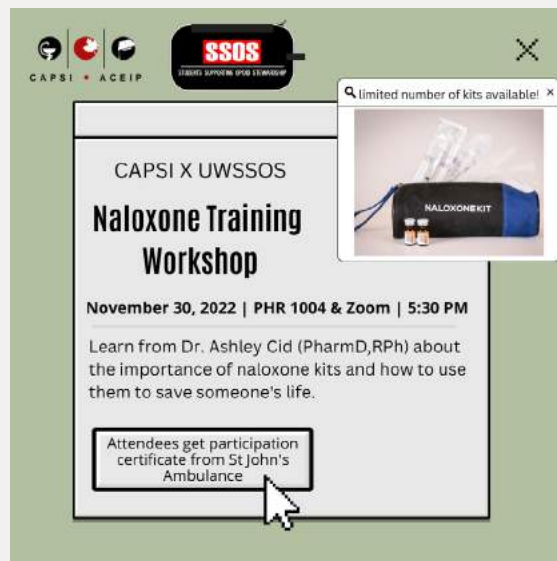 CAPSI • ACEIP
SSOS
STUDENTS SUPPORTING OPIOID STEWARDSHIP
limited number of kits available!
NALOXONE KIT
CAPSI X UWSSOS
Naloxone Training
Workshop
November 30, 2022 | PHR 1004 & Zoom | 5:30 PM
Learn from Dr. Ashley Cid (PharmD,RPh) about
the importance of naloxone kits and how to use
them to save someone's life.
Attendees get participation
certificate from St John's
Ambulance